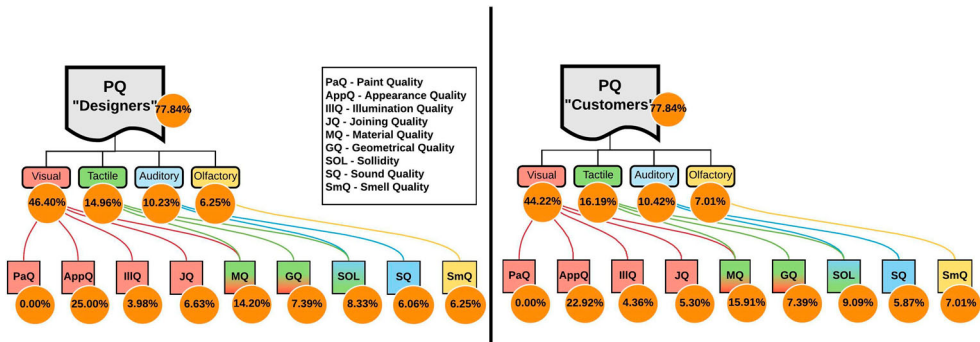 PQ
"Designers"
77.84%
Visual
Tactile
Auditory
Olfactory
46.40%
14.96%
10.23%
6.25%
PaQ
AppQ
IllQ
JQ
MQ
GQ
SOL
SQ
SmQ
0.00%
25.00%
3.98%
6.63%
14.20%
7.39%
8.33%
6.06%
6.25%
PaQ - Paint Quality
AppQ - Appearance Quality
IllQ - Illumination Quality
JQ - Joining Quality
MQ - Material Quality
GQ - Geometrical Quality
SOL - Sollidity
SQ - Sound Quality
SmQ - Smell Quality
PQ
"Customers"
77.84%
Visual
Tactile
Auditory
Olfactory
44.22%
16.19%
10.42%
7.01%
PaQ
AppQ
IllQ
JQ
MQ
GQ
SOL
SQ
SmQ
0.00%
22.92%
4.36%
5.30%
15.91%
7.39%
9.09%
5.87%
7.01%